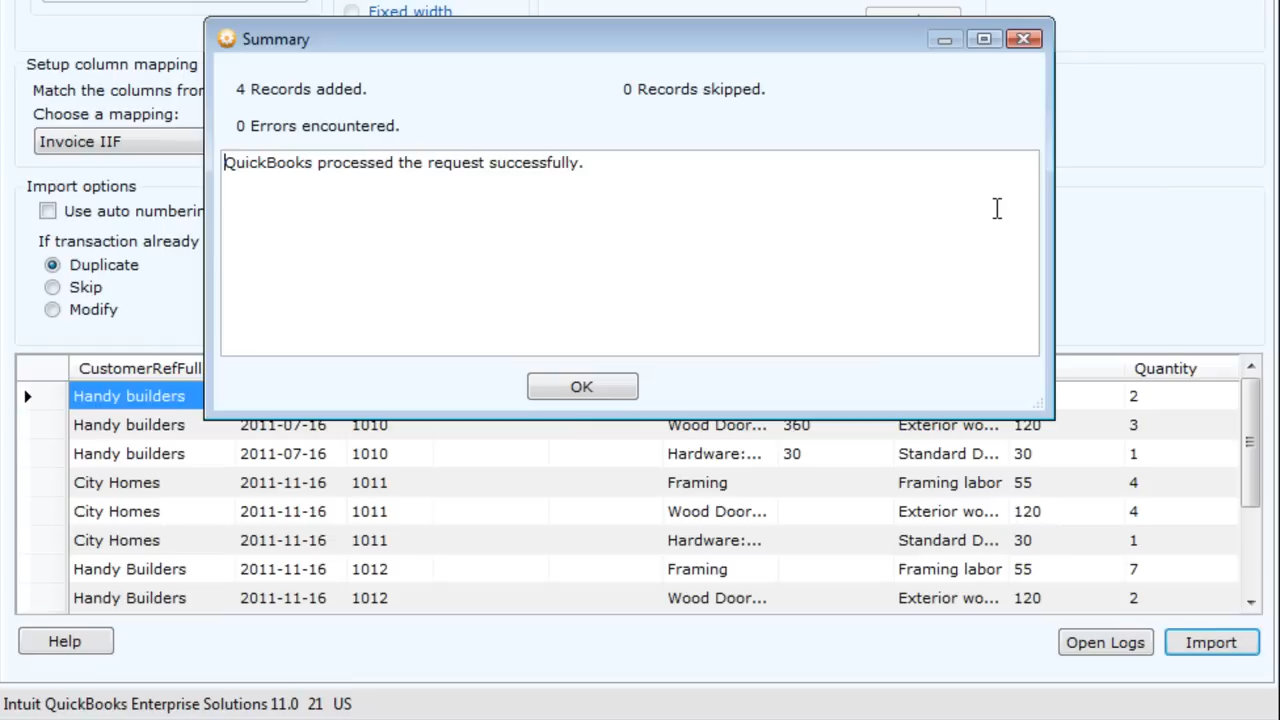 Fixed width
Summary
4 Records added.
0 Records skipped.
0 Errors encountered.
QuickBooks processed the request successfully.
OK
Setup column mapping
Match the columns from
Choose a mapping:
Invoice IIF
Import options
Use auto numbering
If transaction already
Duplicate
Skip
Modify
CustomerRefFull Quantity
Handy builders 2
Handy builders 2011-07-16 1010 Wood Door... 360 Exterior wo... 120 3
Handy builders 2011-07-16 1010 Hardware:... 30 Standard D... 30 1
City Homes 2011-11-16 1011 Framing Framing labor 55 4
City Homes 2011-11-16 1011 Wood Door... Exterior wo... 120 4
City Homes 2011-11-16 1011 Hardware:... Standard D... 30 1
Handy Builders 2011-11-16 1012 Framing Framing labor 55 7
Handy Builders 2011-11-16 1012 Wood Door... Exterior wo... 120 2
Help
Open Logs
Import
Intuit QuickBooks Enterprise Solutions 11.0 21 US